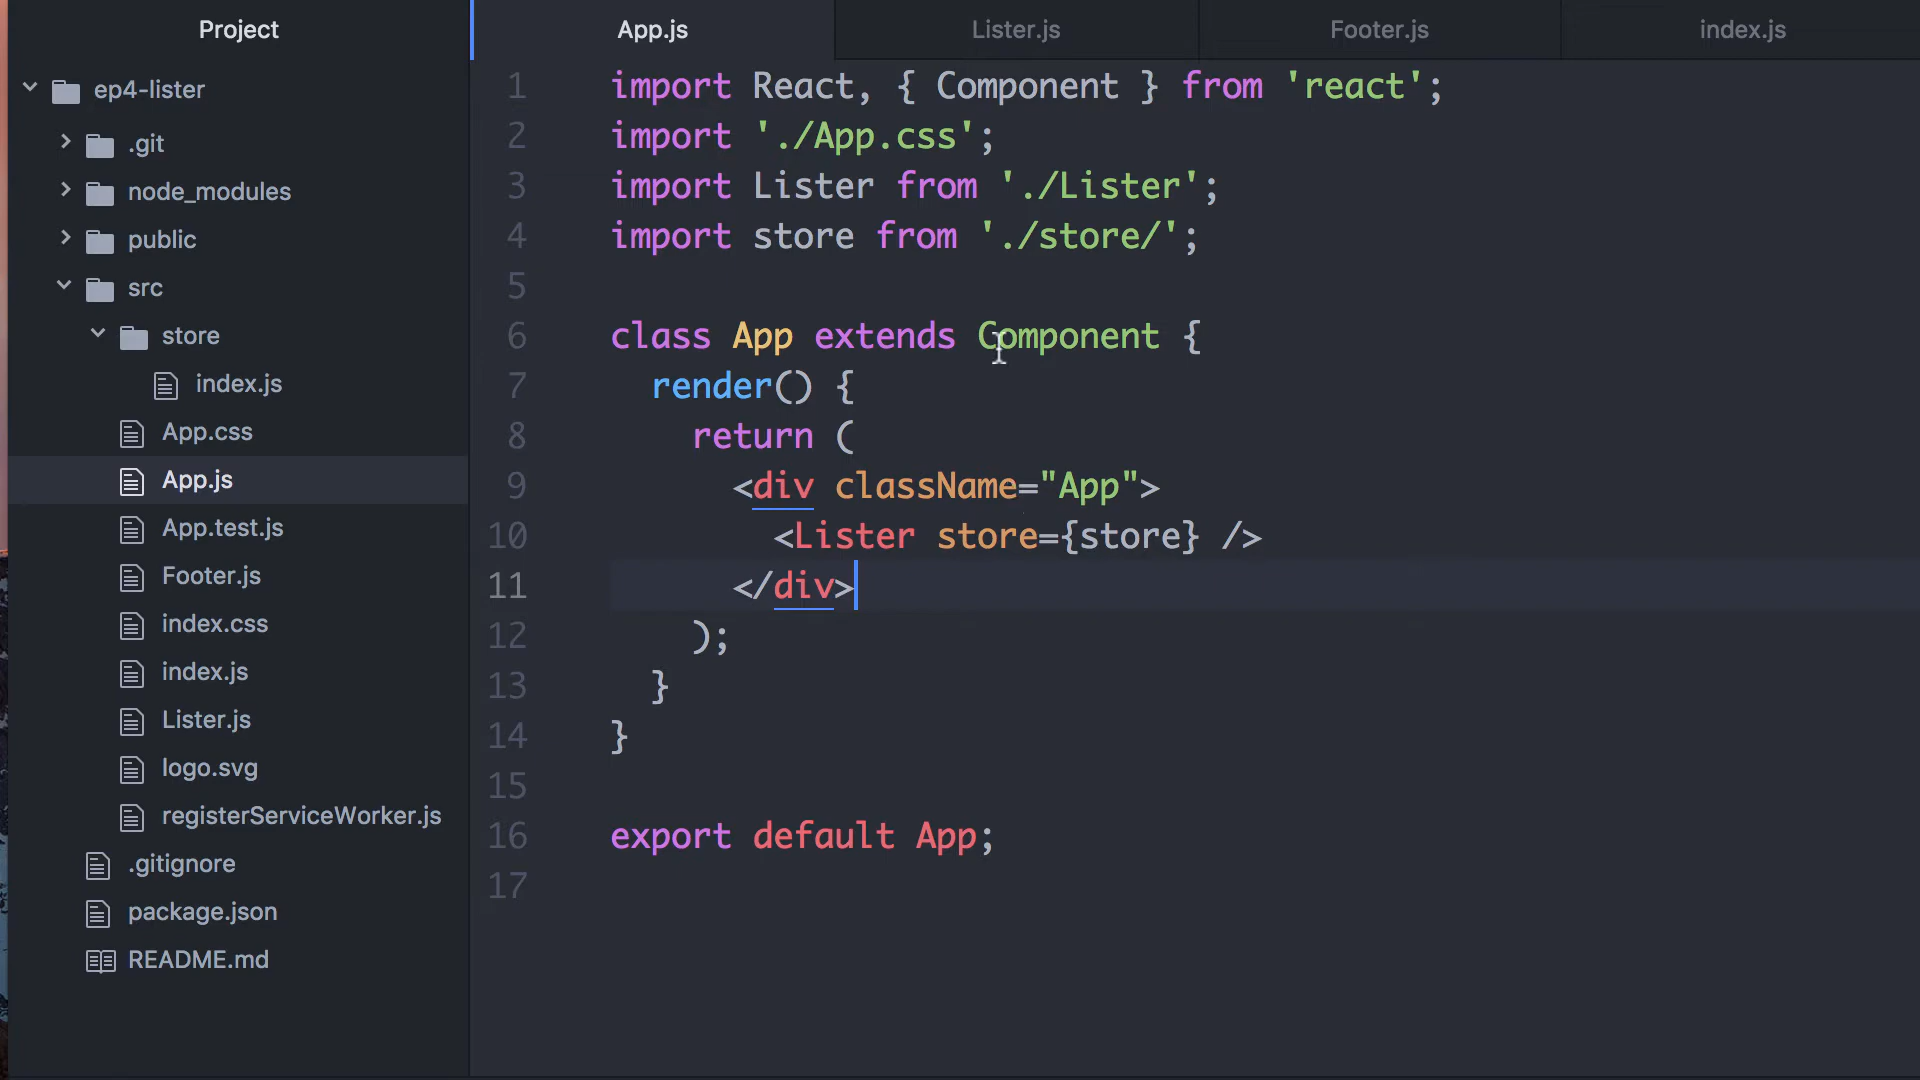 Project
ep4-lister
.git
node_modules
public
src
store
index.js
App.css
App.js
App.test.js
Footer.js
index.css
index.js
Lister.js
logo.svg
registerServiceWorker.js
.gitignore
package.json
README.md
App.js Lister.js Footer.js index.js
1 import React, { Component } from 'react';
2 import './App.css';
3 import Lister from './Lister';
4 import store from './store/';
5
6 class App extends Component {
7   render() {
8     return (
9       <div className="App">
10         <Lister store={store} />
11       </div>
12     );
13   }
14 }
15
16 export default App;
17